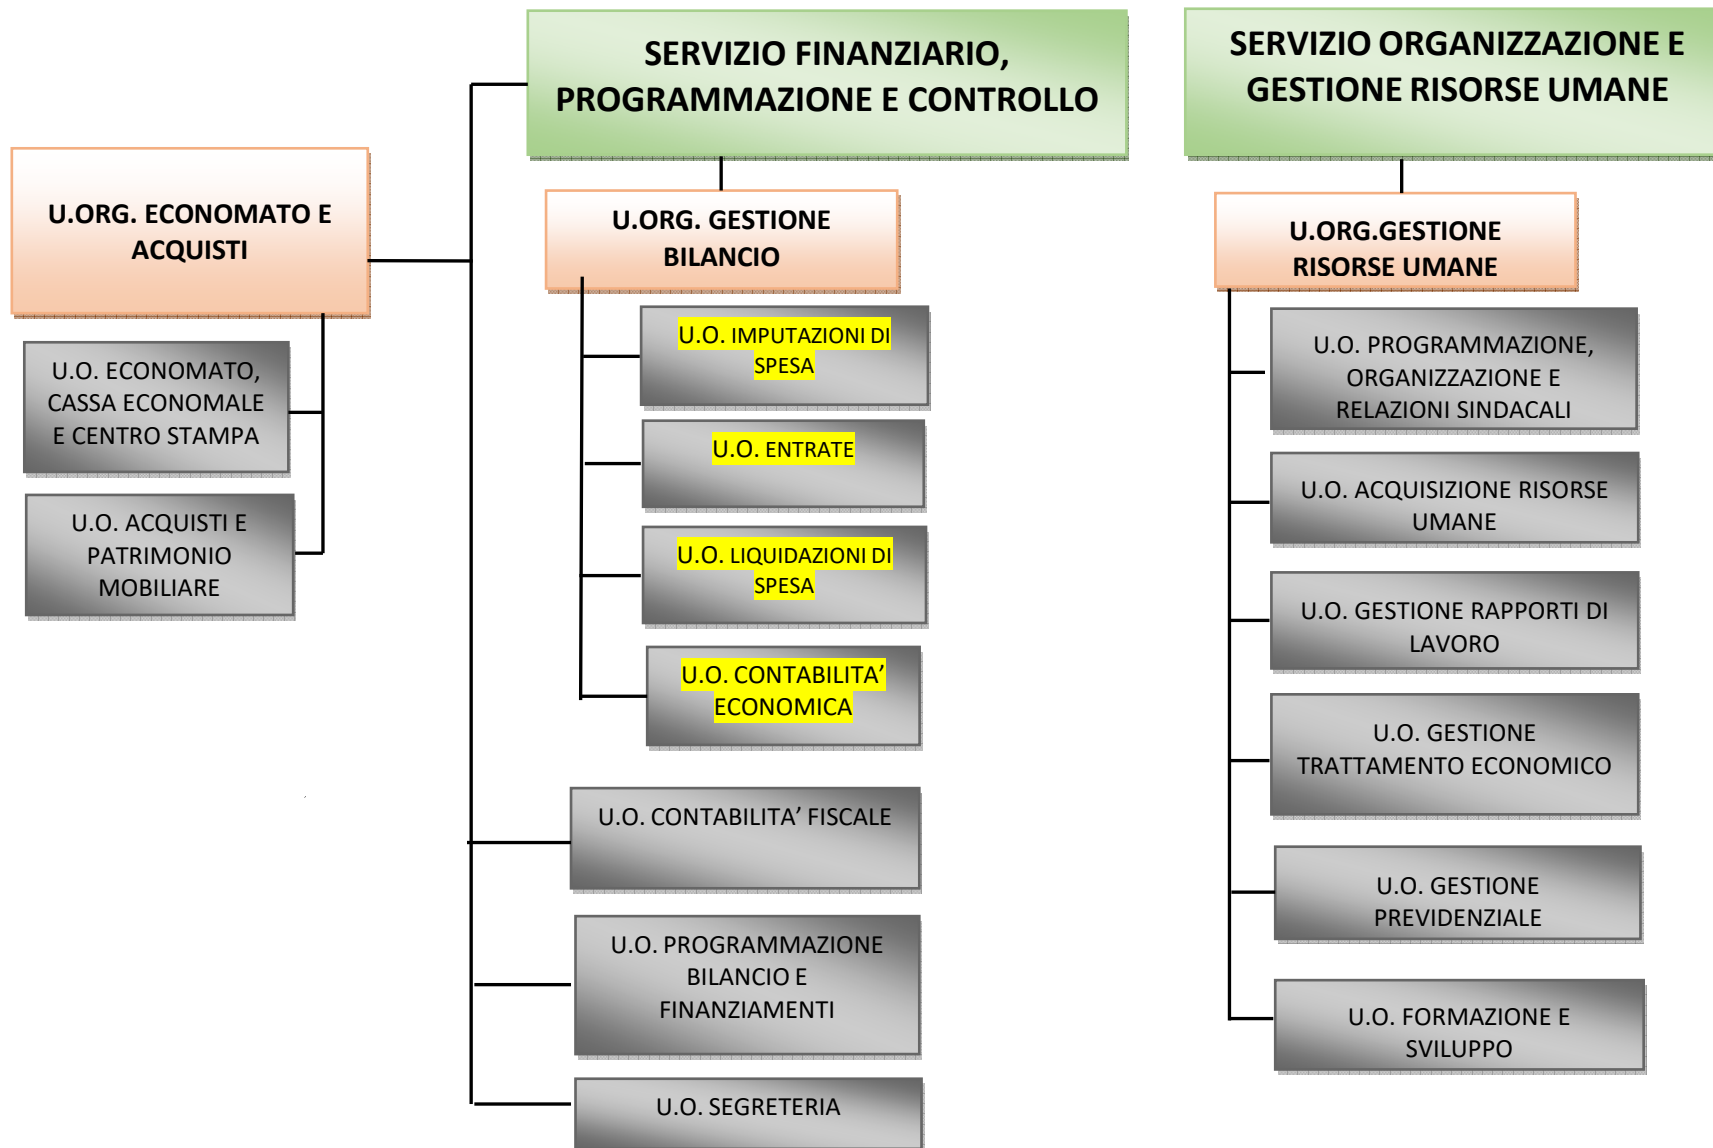 SERVIZIO FINANZIARIO,
PROGRAMMAZIONE E CONTROLLO
SERVIZIO ORGANIZZAZIONE E
GESTIONE RISORSE UMANE
U.ORG. ECONOMATO E
ACQUISTI
U.O. ECONOMATO,
CASSA ECONOMALE
E CENTRO STAMPA
U.O. ACQUISTI E
PATRIMONIO
MOBILIARE
U.ORG. GESTIONE
BILANCIO
U.O. IMPUTAZIONI DI
SPESA
U.O. ENTRATE
U.O. LIQUIDAZIONI DI
SPESA
U.O. CONTABILITA’
ECONOMICA
U.O. CONTABILITA’ FISCALE
U.O. PROGRAMMAZIONE
BILANCIO E
FINANZIAMENTI
U.O. SEGRETERIA
U.ORG.GESTIONE
RISORSE UMANE
U.O. PROGRAMMAZIONE,
ORGANIZZAZIONE E
RELAZIONI SINDACALI
U.O. ACQUISIZIONE RISORSE
UMANE
U.O. GESTIONE RAPPORTI DI
LAVORO
U.O. GESTIONE
TRATTAMENTO ECONOMICO
U.O. GESTIONE
PREVIDENZIALE
U.O. FORMAZIONE E
SVILUPPO